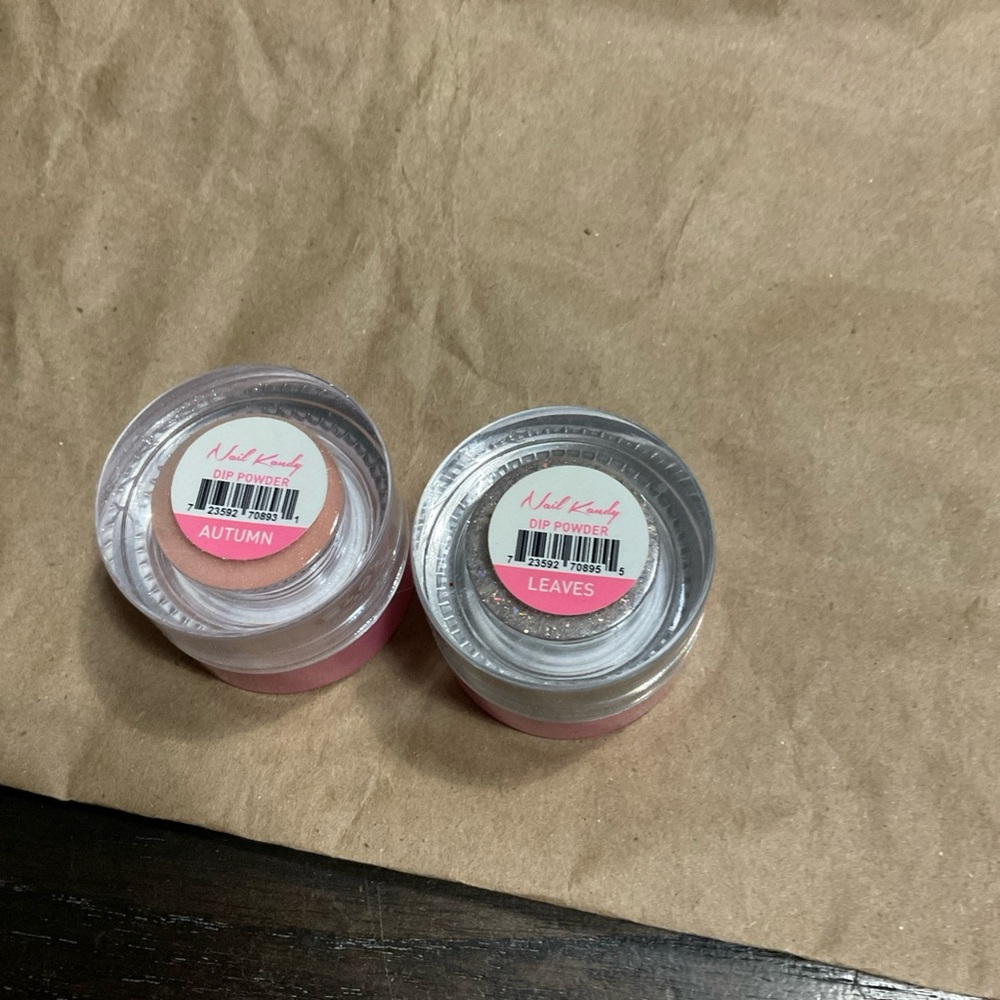 Nail Kandy
DIP POWDER
7 23592 70893 1
AUTUMN
Nail Kandy
DIP POWDER
7 23592 70895 5
LEAVES